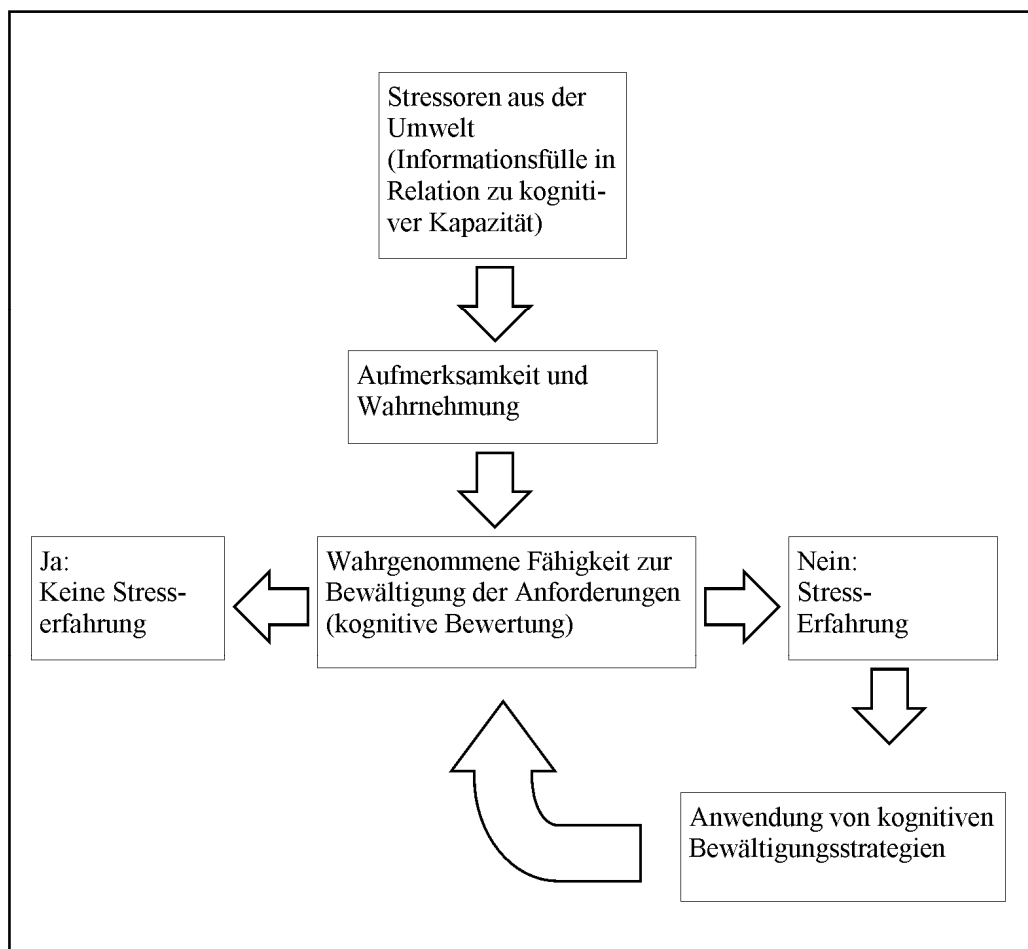 Stressoren aus der
Umwelt
(Informationsfülle in
Relation zu kogniti-
ver Kapazität)
Aufmerksamkeit und
Wahrnehmung
Ja:
Keine Stress-
erfahrung
Wahrgenommene Fähigkeit zur
Bewältigung der Anforderungen
(kognitive Bewertung)
Nein:
Stress-
Erfahrung
Anwendung von kognitiven
Bewältigungsstrategien